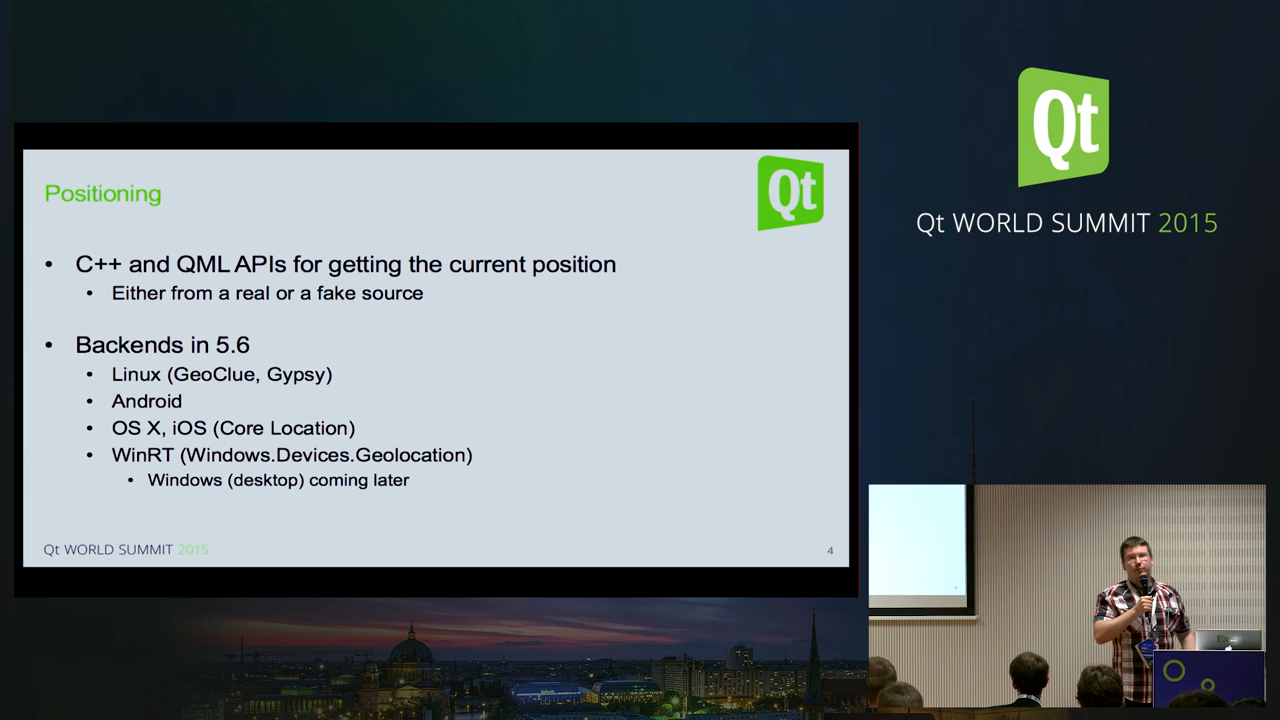 Positioning
Qt
• C++ and QML APIs for getting the current position
• Either from a real or a fake source
• Backends in 5.6
• Linux (GeoClue, Gypsy)
• Android
• OS X, iOS (Core Location)
• WinRT (Windows.Devices.Geolocation)
• Windows (desktop) coming later
Qt WORLD SUMMIT 2015
4
Qt
Qt WORLD SUMMIT 2015